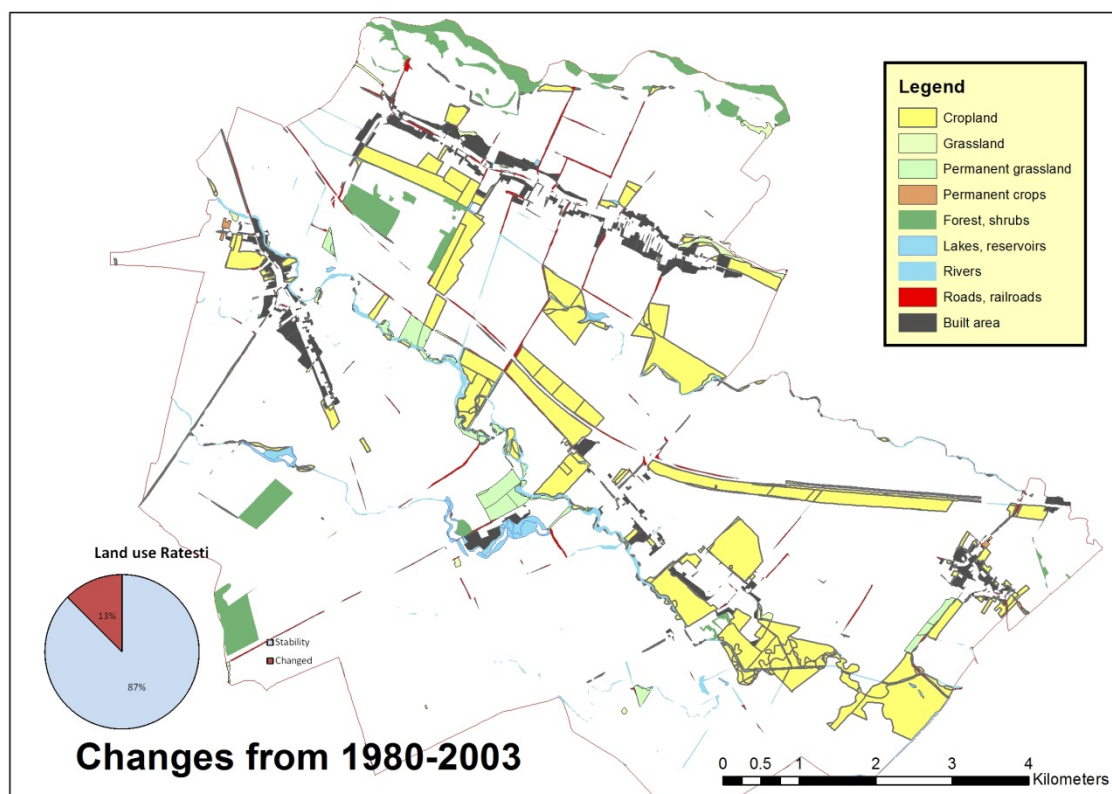 Legend
Cropland
Grassland
Permanent grassland
Permanent crops
Forest, shrubs
Lakes, reservoirs
Rivers
Roads, railroads
Built area
Land use Ratesti
13%
87%
Stability
Changed
Changes from 1980-2003
0 0.5 1 2 3 4
Kilometers